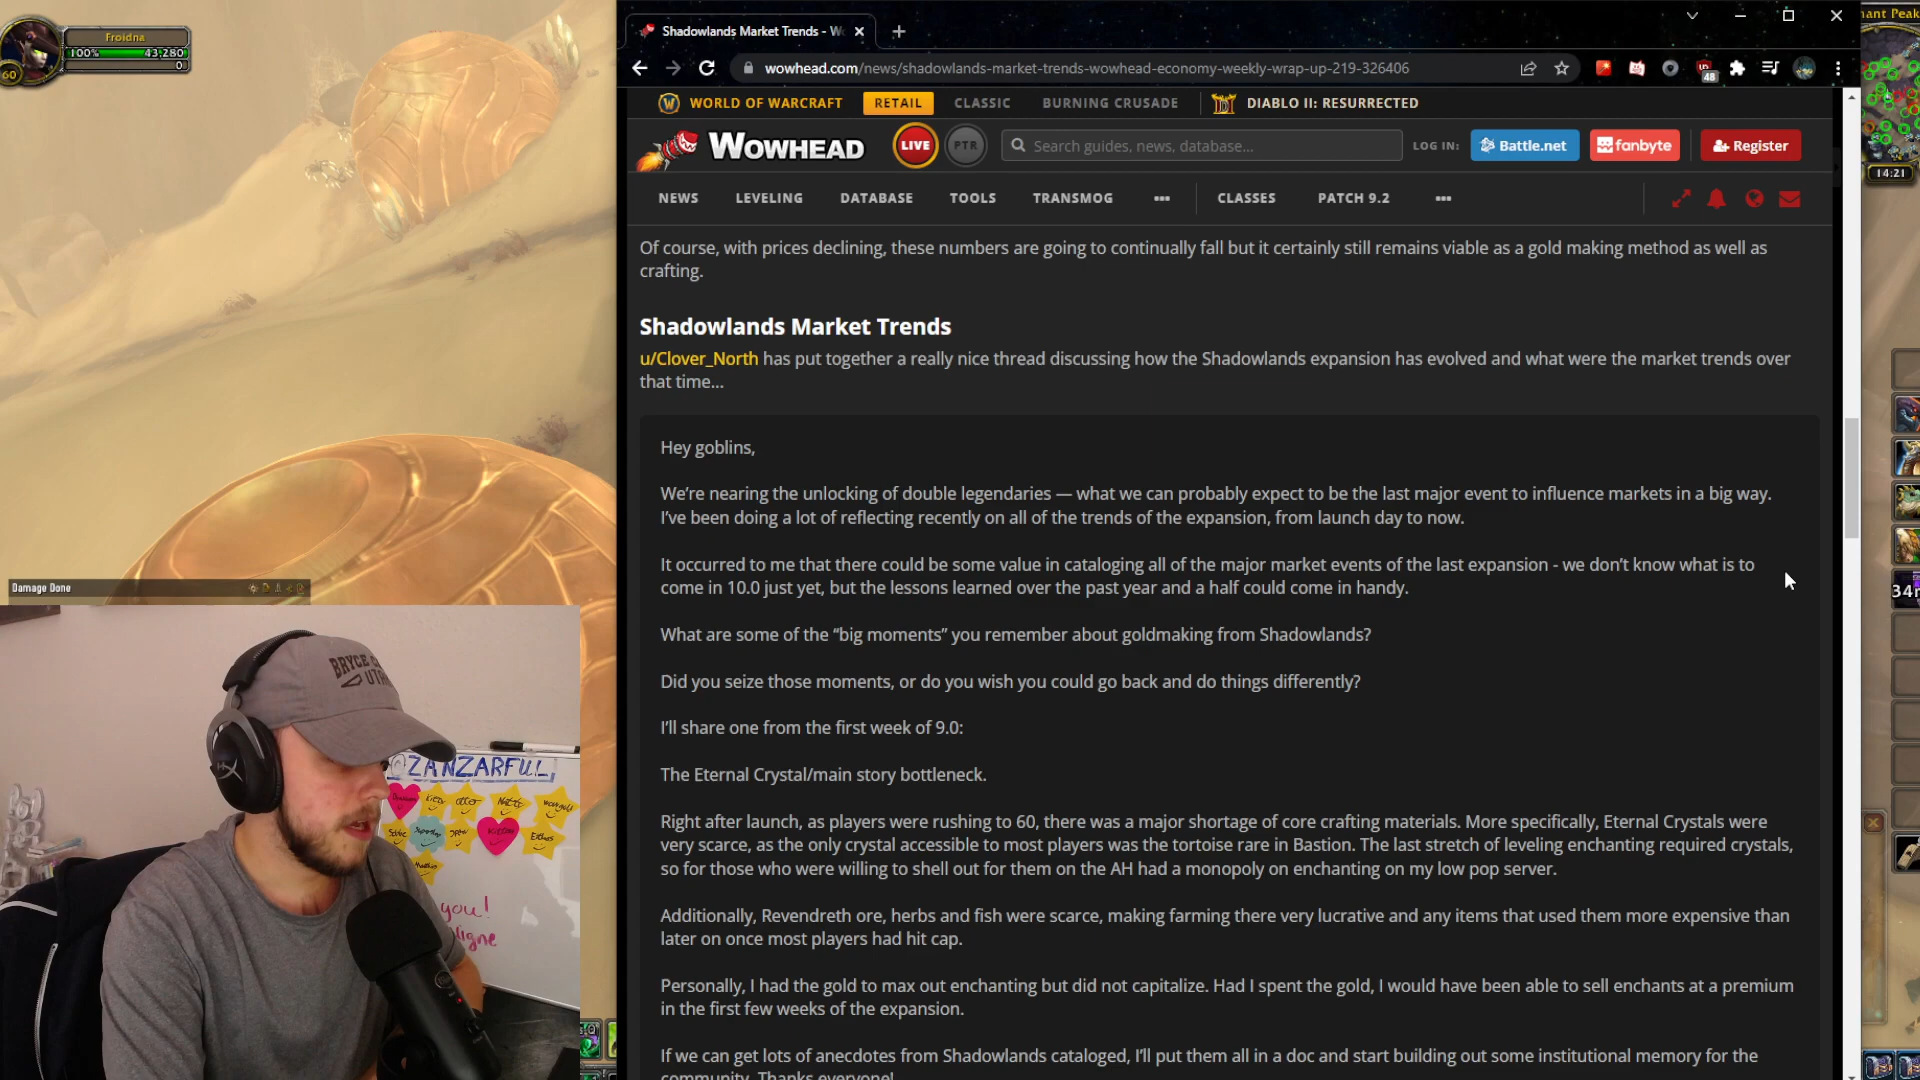 Froidna
100% 43,280
0
60
Damage Done
Shadowlands Market Trends - W
wowhead.com/news/shadowlands-market-trends-wowhead-economy-weekly-wrap-up-219-326406
48
WORLD OF WARCRAFT RETAIL CLASSIC BURNING CRUSADE DIABLO II: RESURRECTED
WOWHEAD LIVE PTR Search guides, news, database... LOG IN: Battle.net fanbyte Register
NEWS LEVELING DATABASE TOOLS TRANSMOG ••• CLASSES PATCH 9.2 •••
Of course, with prices declining, these numbers are going to continually fall but it certainly still remains viable as a gold making method as well as
crafting.
Shadowlands Market Trends
u/Clover_North has put together a really nice thread discussing how the Shadowlands expansion has evolved and what were the market trends over
that time...
Hey goblins,
We’re nearing the unlocking of double legendaries — what we can probably expect to be the last major event to influence markets in a big way.
I’ve been doing a lot of reflecting recently on all of the trends of the expansion, from launch day to now.
It occurred to me that there could be some value in cataloging all of the major market events of the last expansion - we don’t know what is to
come in 10.0 just yet, but the lessons learned over the past year and a half could come in handy.
What are some of the “big moments” you remember about goldmaking from Shadowlands?
Did you seize those moments, or do you wish you could go back and do things differently?
I’ll share one from the first week of 9.0:
The Eternal Crystal/main story bottleneck.
Right after launch, as players were rushing to 60, there was a major shortage of core crafting materials. More specifically, Eternal Crystals were
very scarce, as the only crystal accessible to most players was the tortoise rare in Bastion. The last stretch of leveling enchanting required crystals,
so for those who were willing to shell out for them on the AH had a monopoly on enchanting on my low pop server.
Additionally, Revendreth ore, herbs and fish were scarce, making farming there very lucrative and any items that used them more expensive than
later on once most players had hit cap.
Personally, I had the gold to max out enchanting but did not capitalize. Had I spent the gold, I would have been able to sell enchants at a premium
in the first few weeks of the expansion.
If we can get lots of anecdotes from Shadowlands cataloged, I’ll put them all in a doc and start building out some institutional memory for the
community. Thanks everyone!
nant Peak
14:21
34
BRYCE
UTAH
@ZANZARFUL
you!